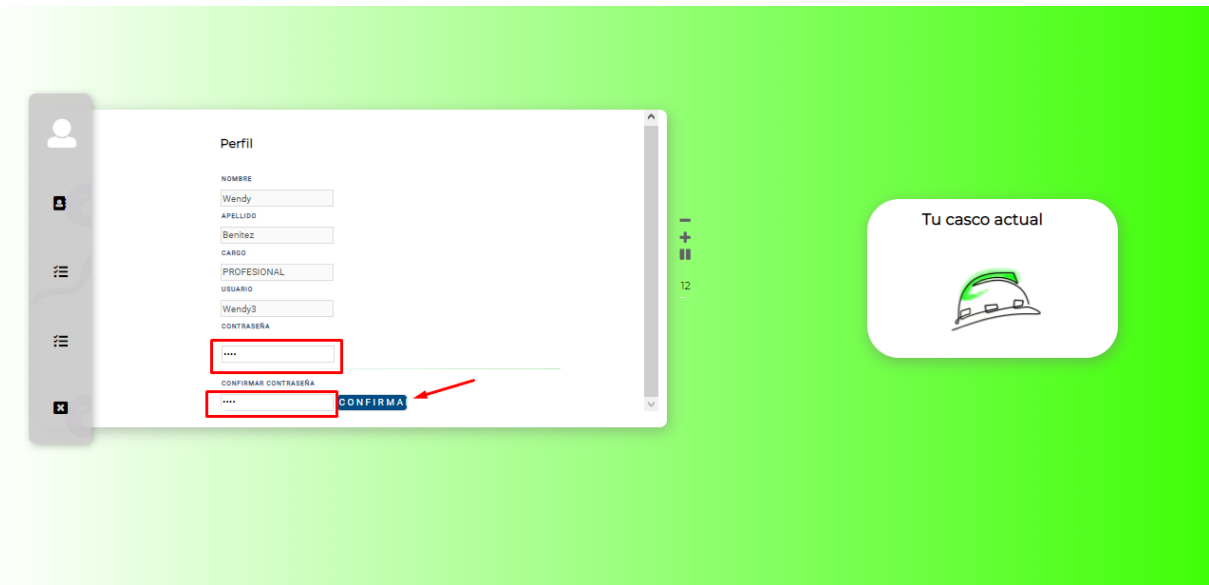 Perfil
NOMBRE
Wendy
APELLIDO
Benitez
CARGO
PROFESIONAL
USUARIO
Wendy3
CONTRASEÑA
••••
CONFIRMAR CONTRASEÑA
•••• CONFIRMA
12
Tu casco actual